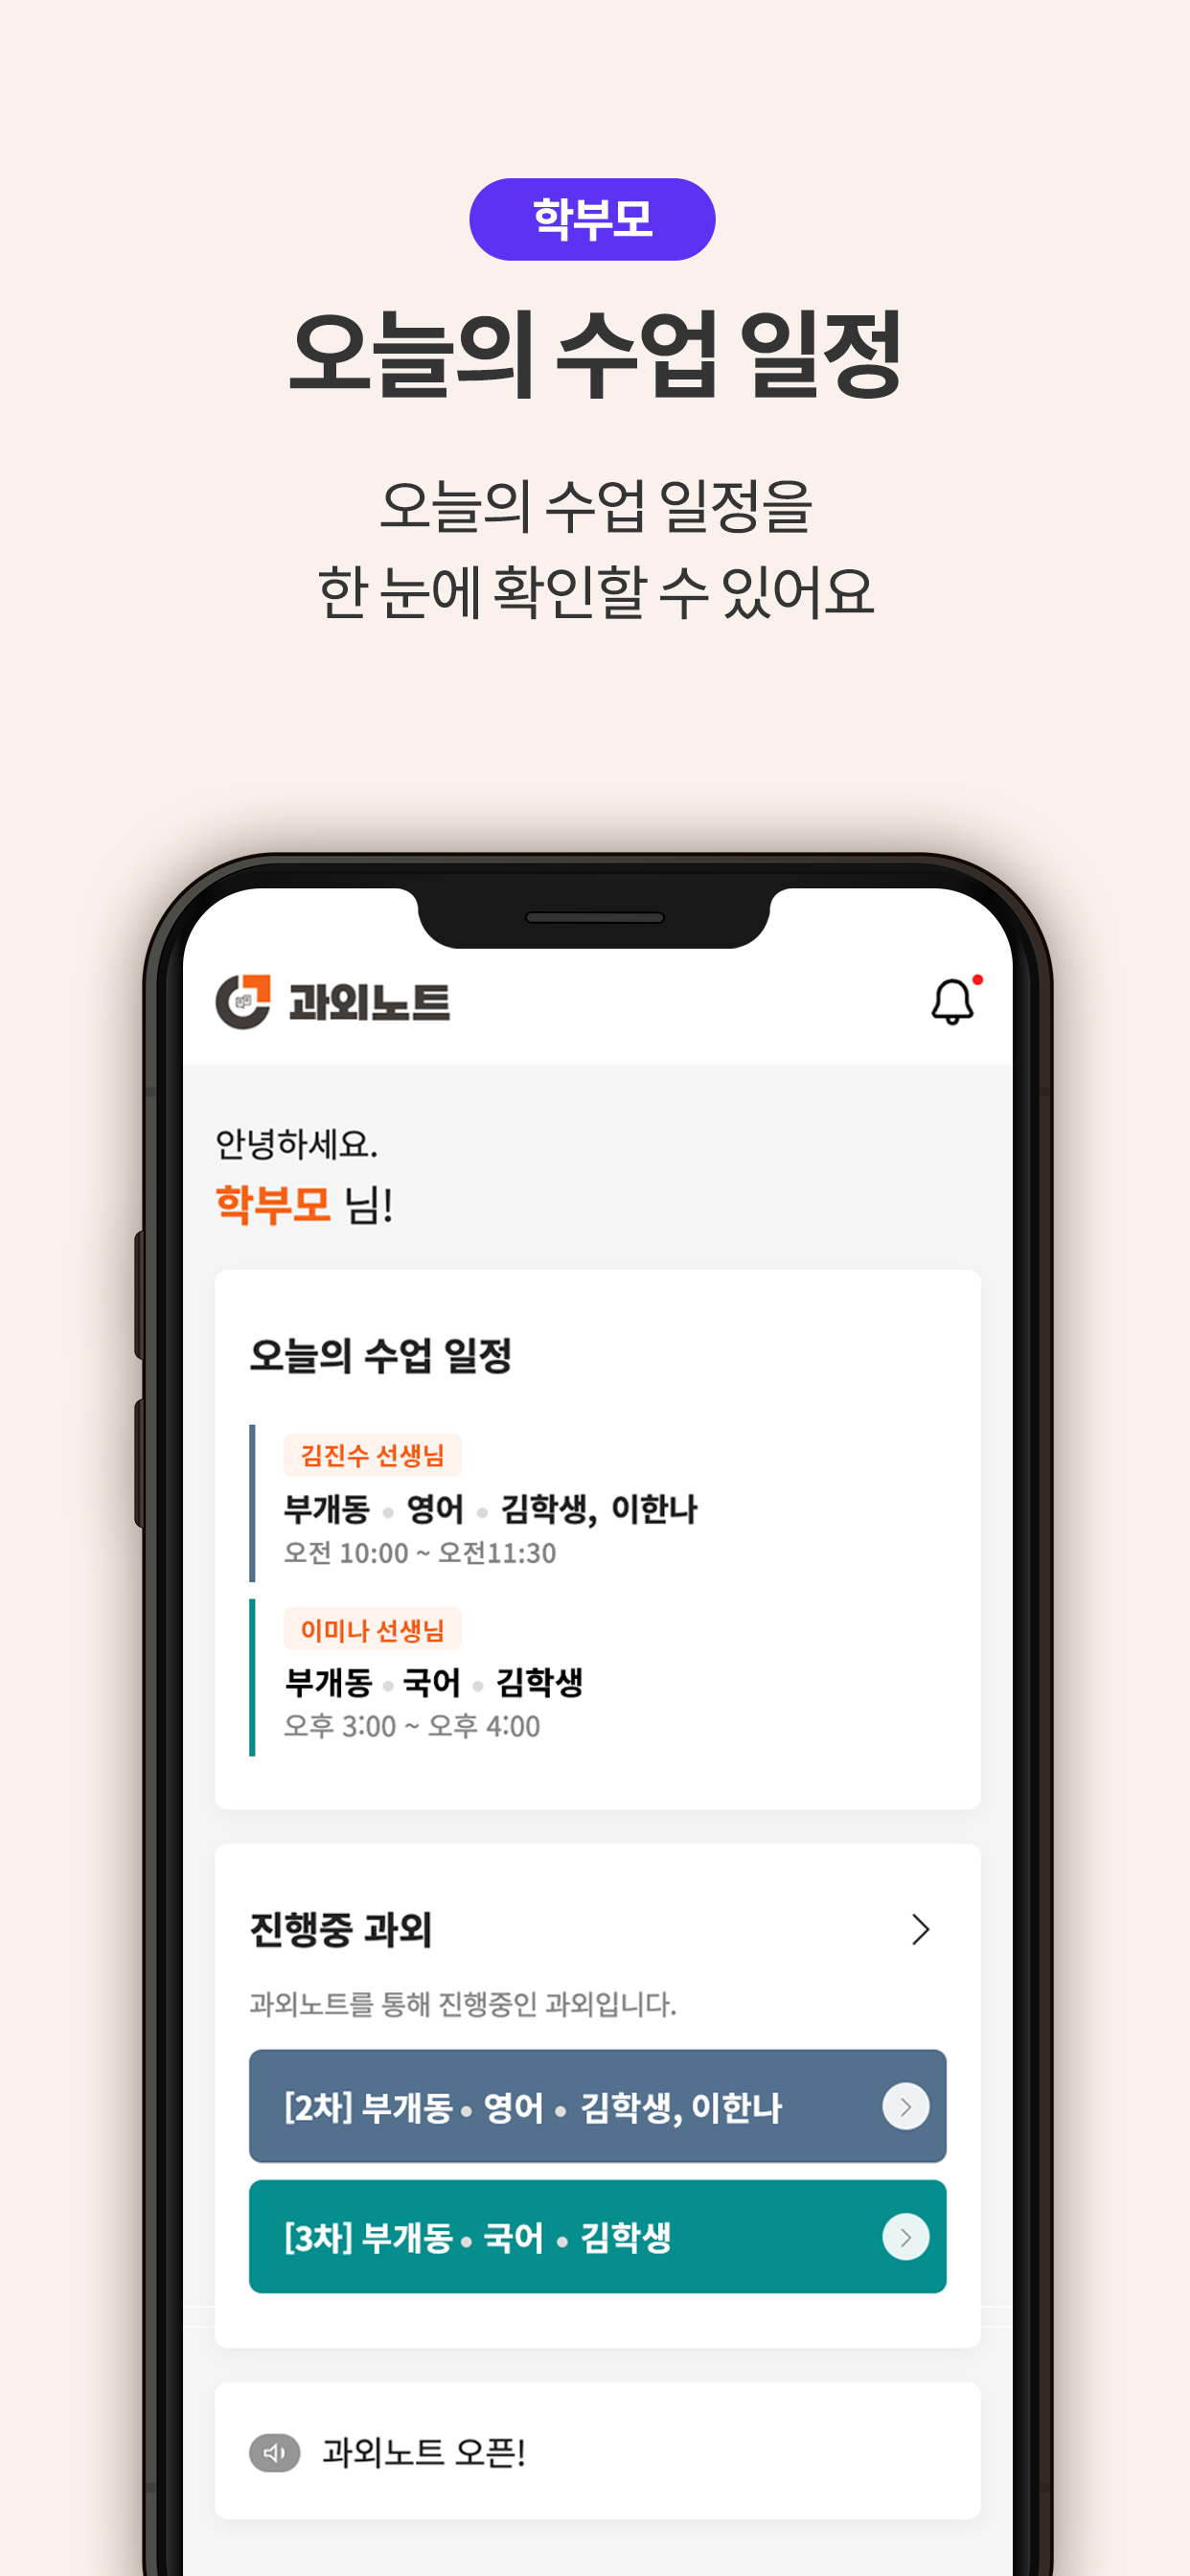 학부모
오늘의 수업 일정
오늘의 수업 일정을
한 눈에 확인할 수 있어요
과외노트
안녕하세요.
학부모 님!
오늘의 수업 일정
김진수 선생님
부개동 • 영어 • 김학생, 이한나
오전 10:00 ~ 오전11:30
이미나 선생님
부개동 • 국어 • 김학생
오후 3:00 ~ 오후 4:00
진행중 과외
과외노트를 통해 진행중인 과외입니다.
[2차] 부개동 • 영어 • 김학생, 이한나
[3차] 부개동 • 국어 • 김학생
과외노트 오픈!